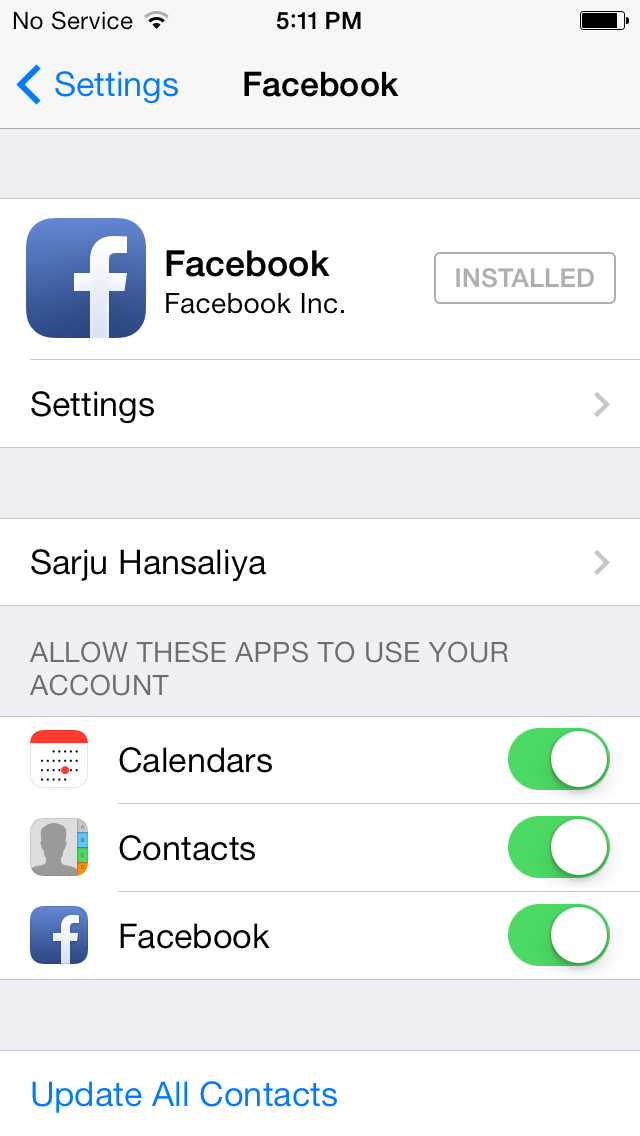 No Service 5:11 PM
Settings Facebook
Facebook
Facebook Inc.
INSTALLED
Settings
Sarju Hansaliya
ALLOW THESE APPS TO USE YOUR
ACCOUNT
Calendars
Contacts
Facebook
Update All Contacts